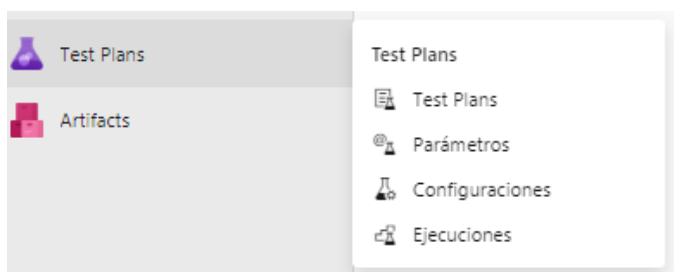 Test Plans
Artifacts
Test Plans
Test Plans
Parámetros
Configuraciones
Ejecuciones